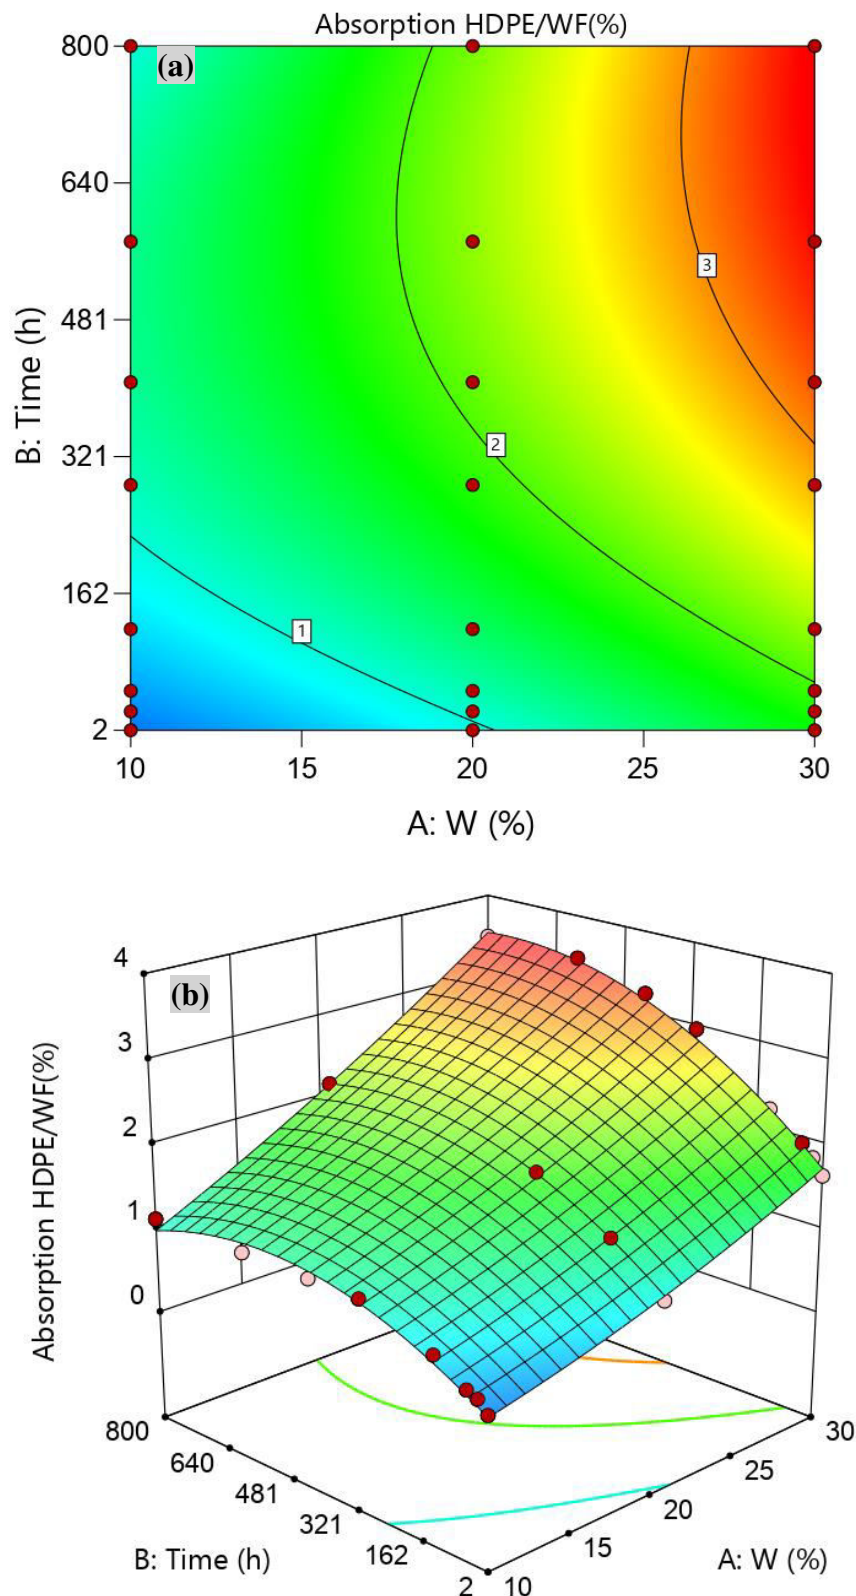 Absorption HDPE/WF(%)
(a)
800
640
481
321
162
2
B: Time (h)
3
2
1
10 15 20 25 30
A: W (%)
(b)
4
3
2
1
0
Absorption HDPE/WF(%)
800
640
481
321
162
2
B: Time (h)
10
15
20
25
30
A: W (%)